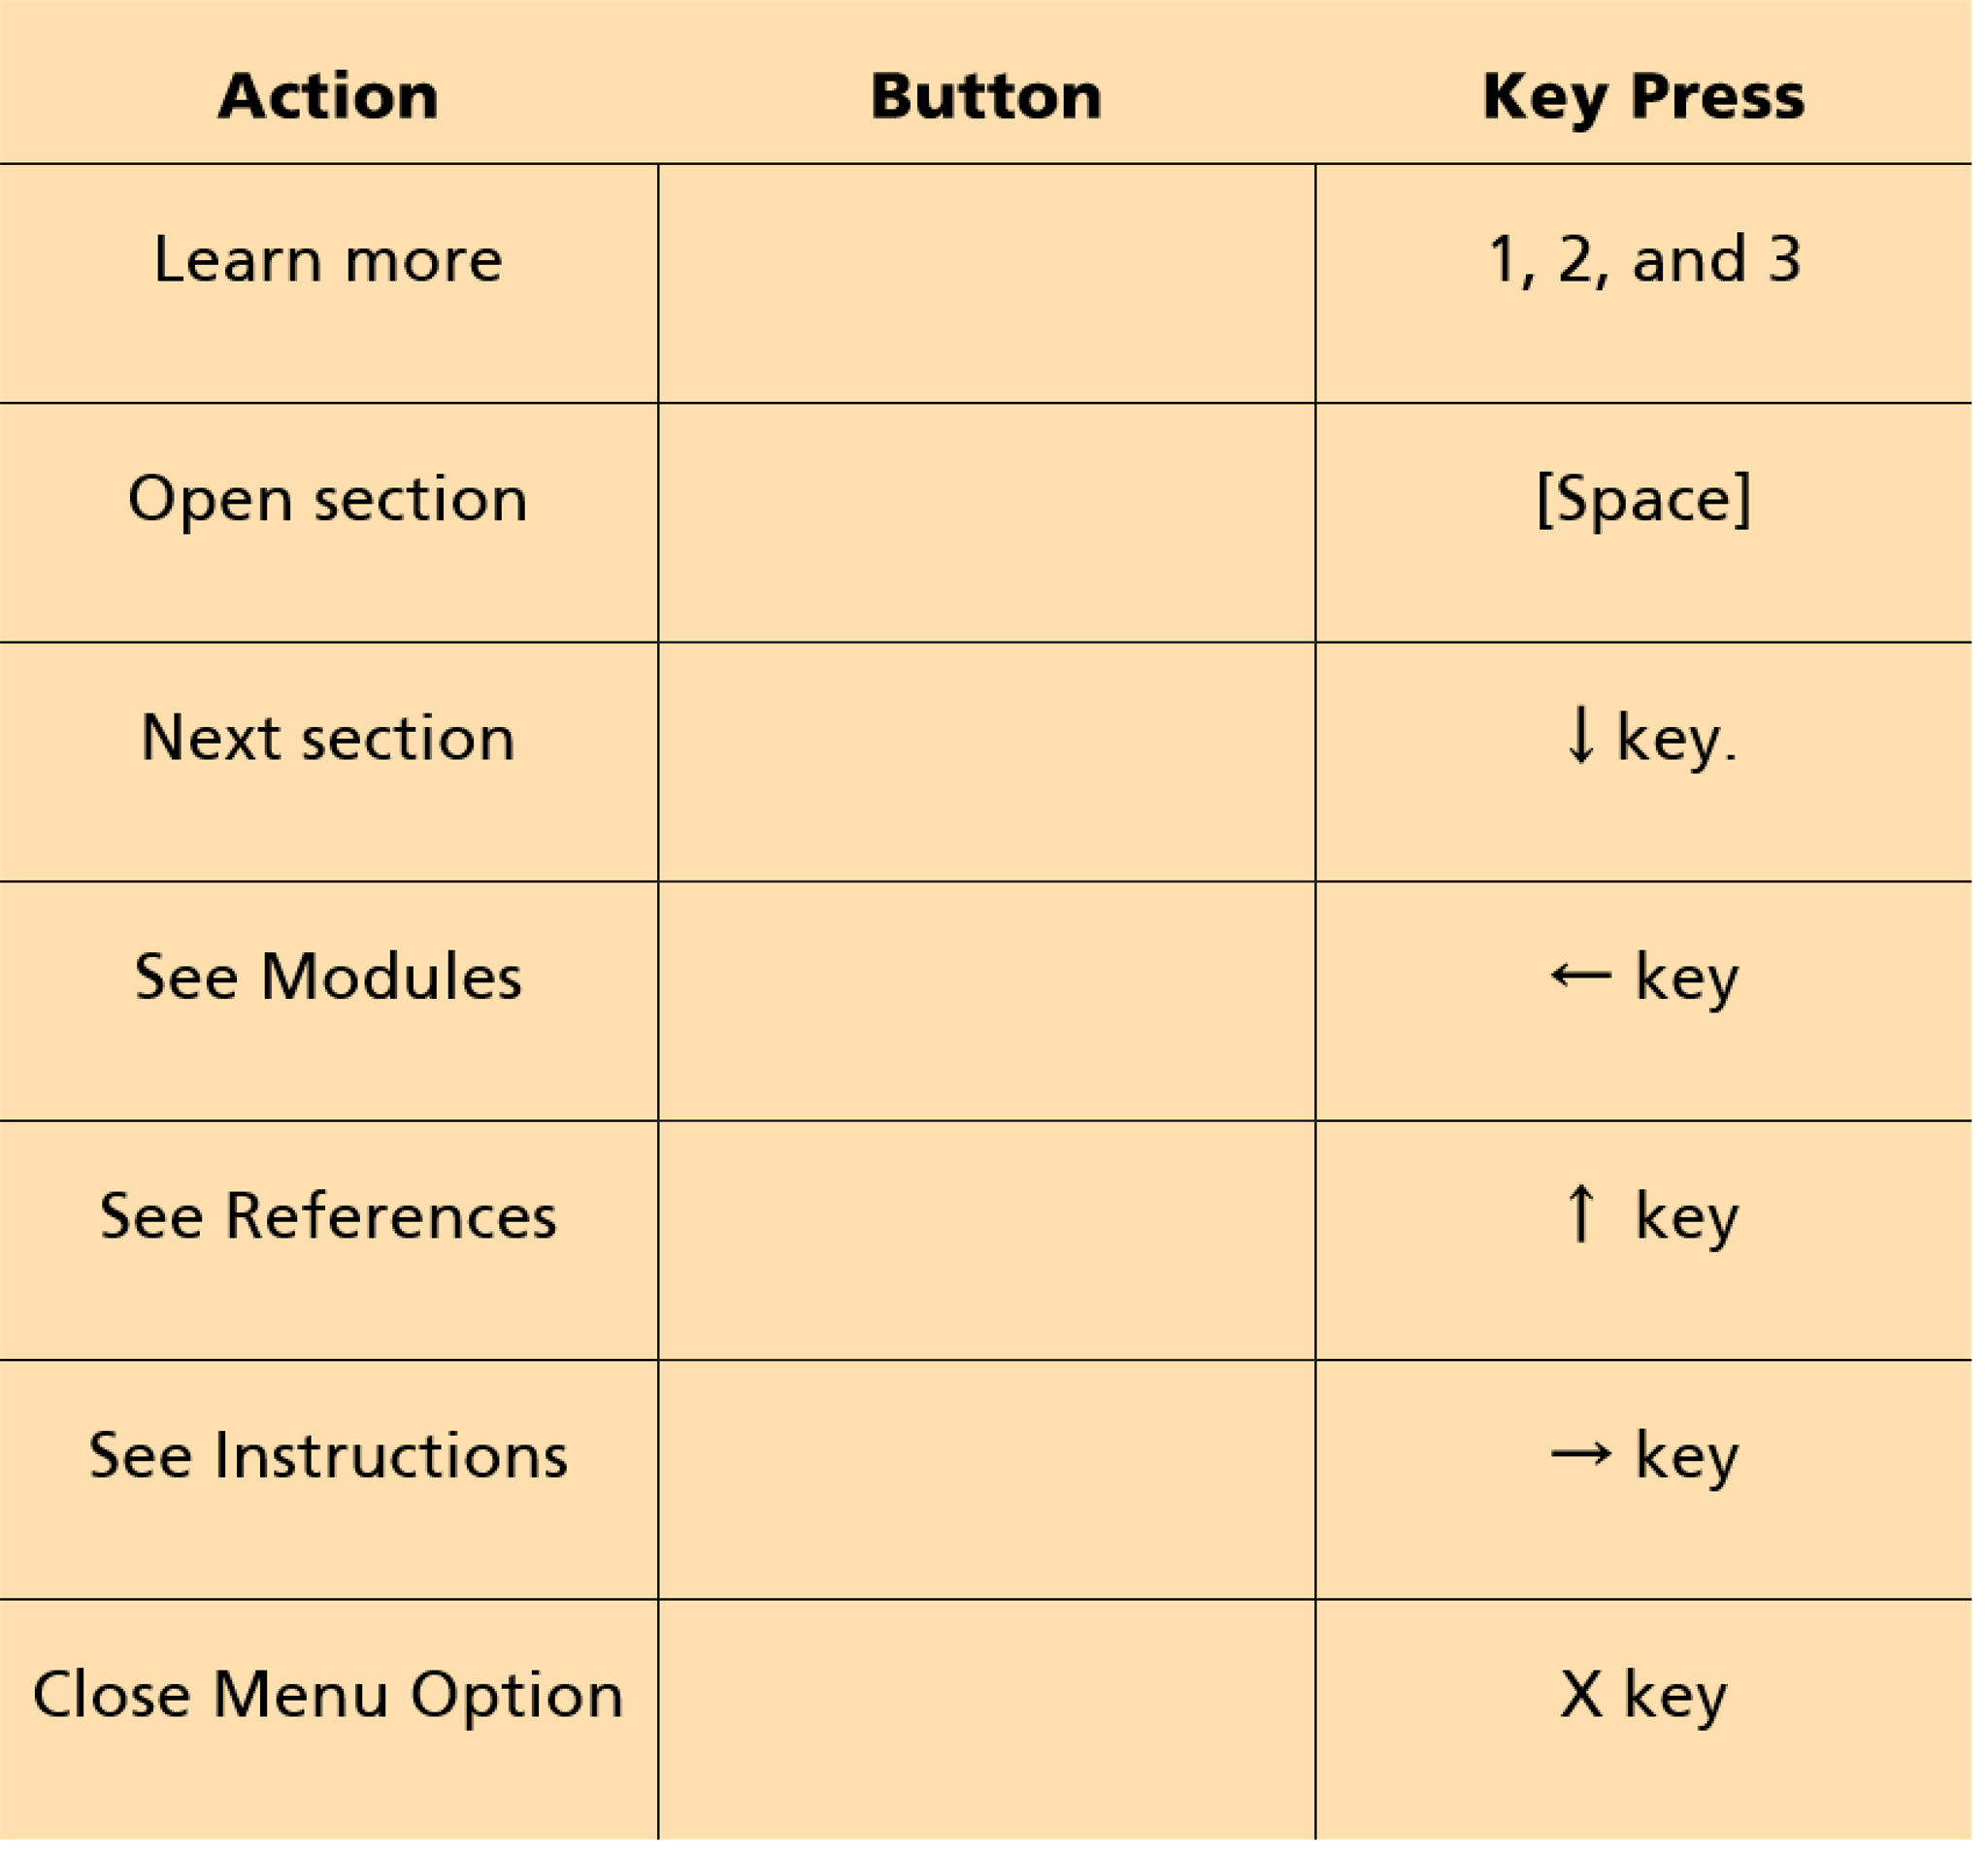 Action Button Key Press
Learn more 1, 2, and 3
Open section [Space]
Next section ↓ key.
See Modules ← key
See References ↑ key
See Instructions → key
Close Menu Option X key